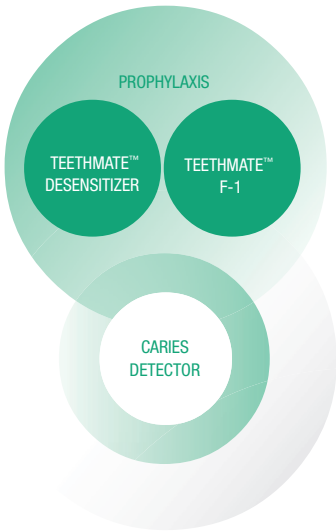 PROPHYLAXIS
TEETHMATE™
DESENSITIZER
TEETHMATE™
F-1
CARIES
DETECTOR